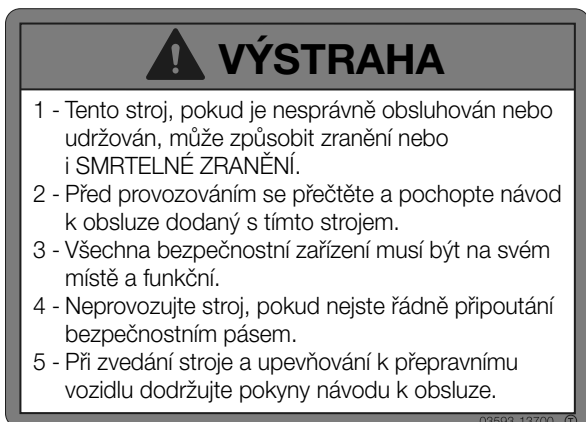 VÝSTRAHA
1 - Tento stroj, pokud je nesprávně obsluhován nebo
udržován, může způsobit zranění nebo
i SMRTELNÉ ZRANĚNÍ.
2 - Před provozováním se přečtěte a pochopte návod
k obsluze dodaný s tímto strojem.
3 - Všechna bezpečnostní zařízení musí být na svém
místě a funkční.
4 - Neprovozujte stroj, pokud nejste řádně připoutání
bezpečnostním pásem.
5 - Při zvedání stroje a upevňování k přepravnímu
vozidlu dodržujte pokyny návodu k obsluze.
03593-13700 Ⓣ